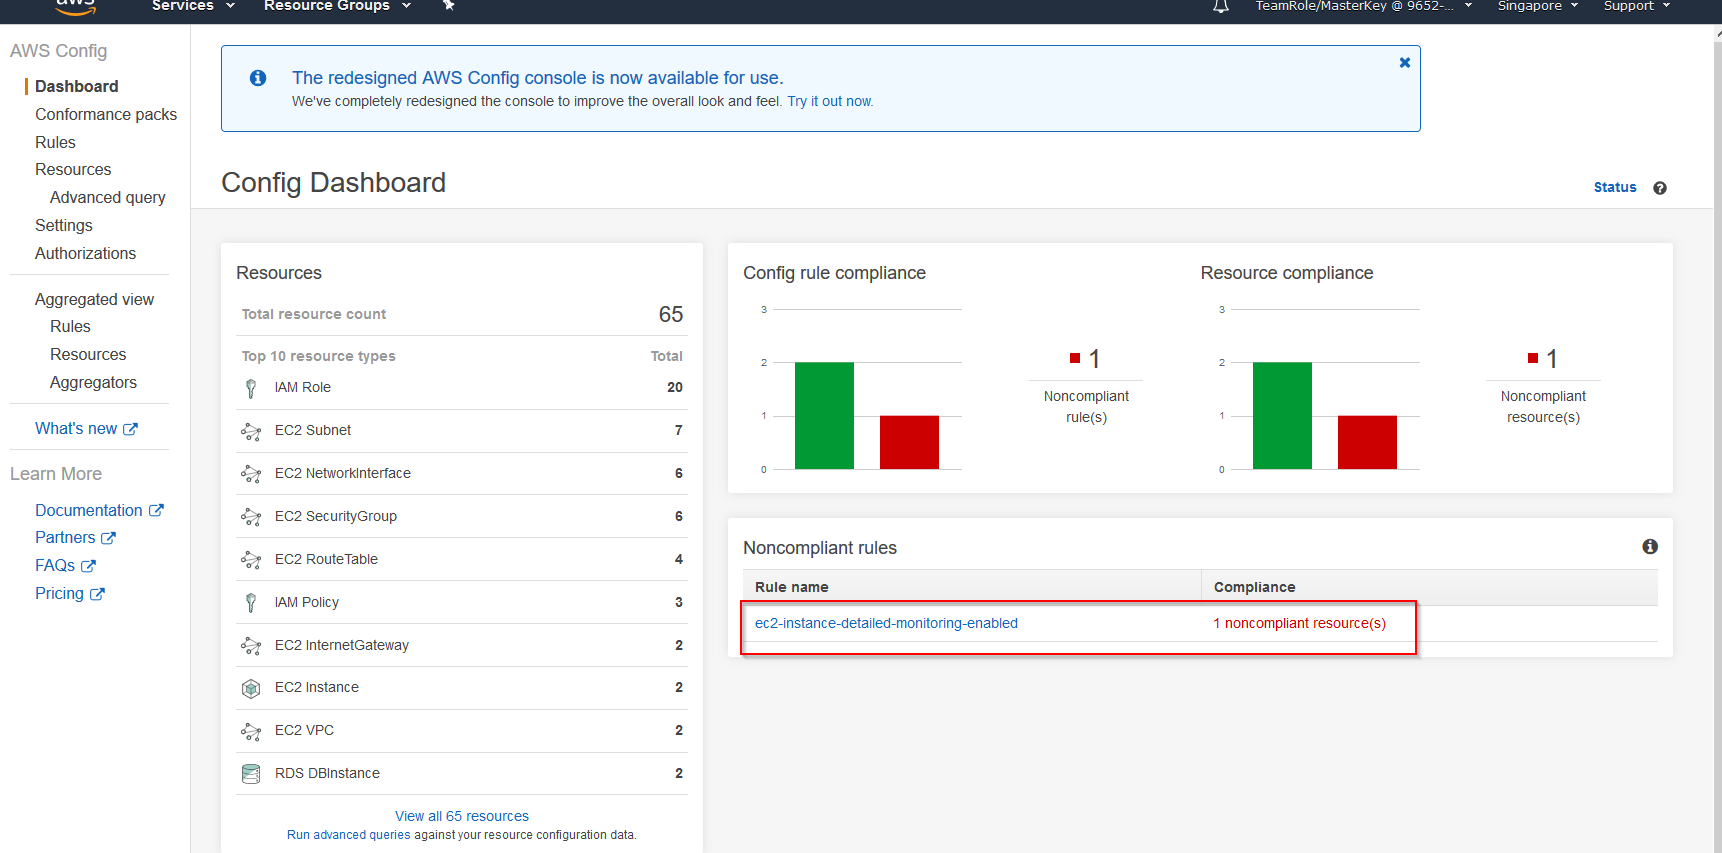 aws
Services
Resource Groups
TeamRole/MasterKey @ 9652-...
Singapore
Support
AWS Config
Dashboard
Conformance packs
Rules
Resources
Advanced query
Settings
Authorizations
Aggregated view
Rules
Resources
Aggregators
What's new
Learn More
Documentation
Partners
FAQs
Pricing
The redesigned AWS Config console is now available for use.
We've completely redesigned the console to improve the overall look and feel. Try it out now.
Config Dashboard
Status
Resources
Total resource count 65
Top 10 resource types Total
IAM Role 20
EC2 Subnet 7
EC2 NetworkInterface 6
EC2 SecurityGroup 6
EC2 RouteTable 4
IAM Policy 3
EC2 InternetGateway 2
EC2 Instance 2
EC2 VPC 2
RDS DBInstance 2
View all 65 resources
Run advanced queries against your resource configuration data.
Config rule compliance
3
2
1
0
1
Noncompliant
rule(s)
Resource compliance
3
2
1
0
1
Noncompliant
resource(s)
Noncompliant rules
Rule name Compliance
ec2-instance-detailed-monitoring-enabled 1 noncompliant resource(s)